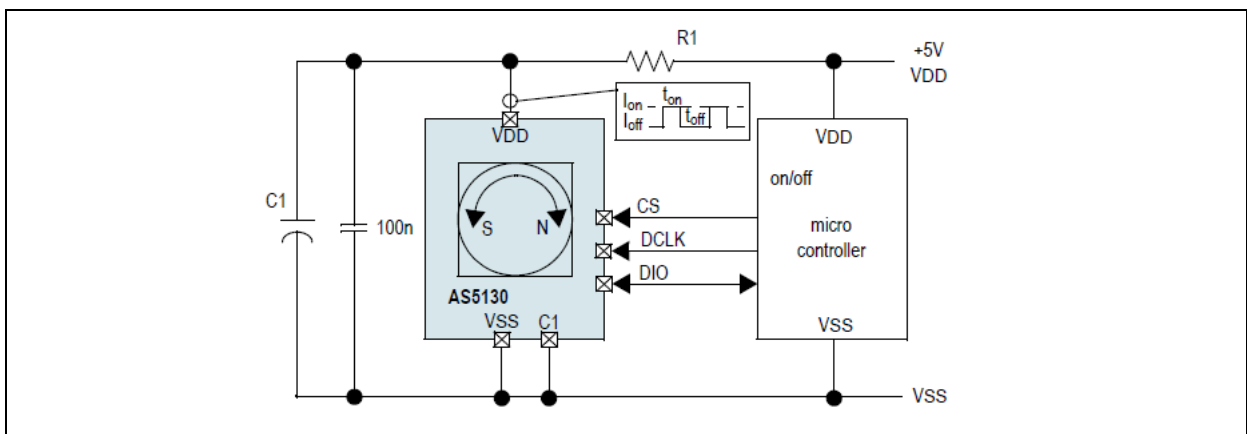 R1
+5V
VDD
Ion
ton
Ioff
toff
VDD
VDD
on/off
C1
100n
S
N
CS
micro
controller
DCLK
DIO
AS5130
VSS
C1
VSS
VSS